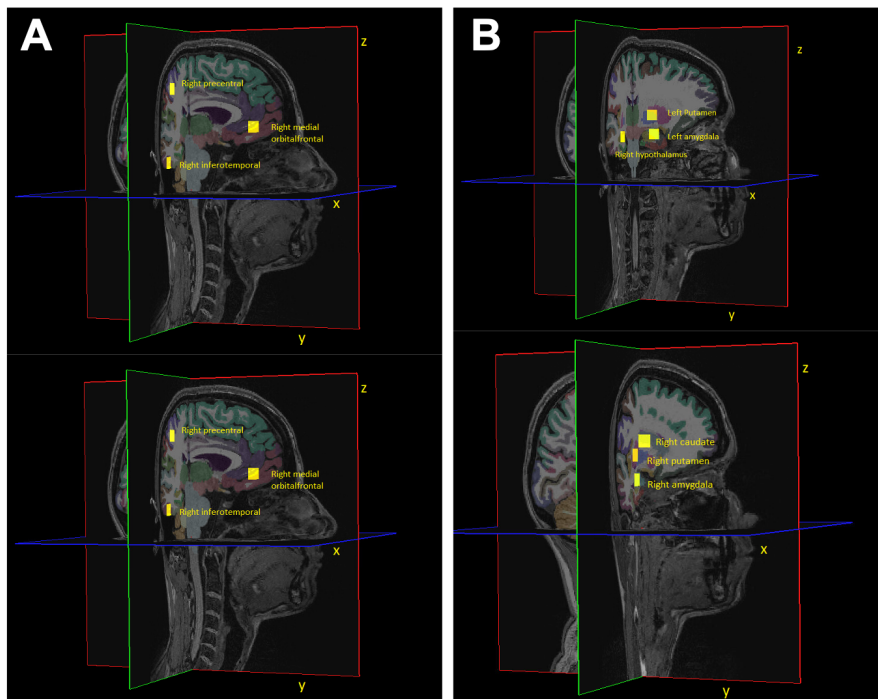 A
z
Right precentral
Right medial
orbitalfrontal
Right inferotemporal
x
y
z
Right precentral
Right medial
orbitalfrontal
Right inferotemporal
x
y
B
z
Left Putamen
Left amygdala
Right hypothalamus
x
y
z
Right caudate
Right putamen
Right amygdala
x
y